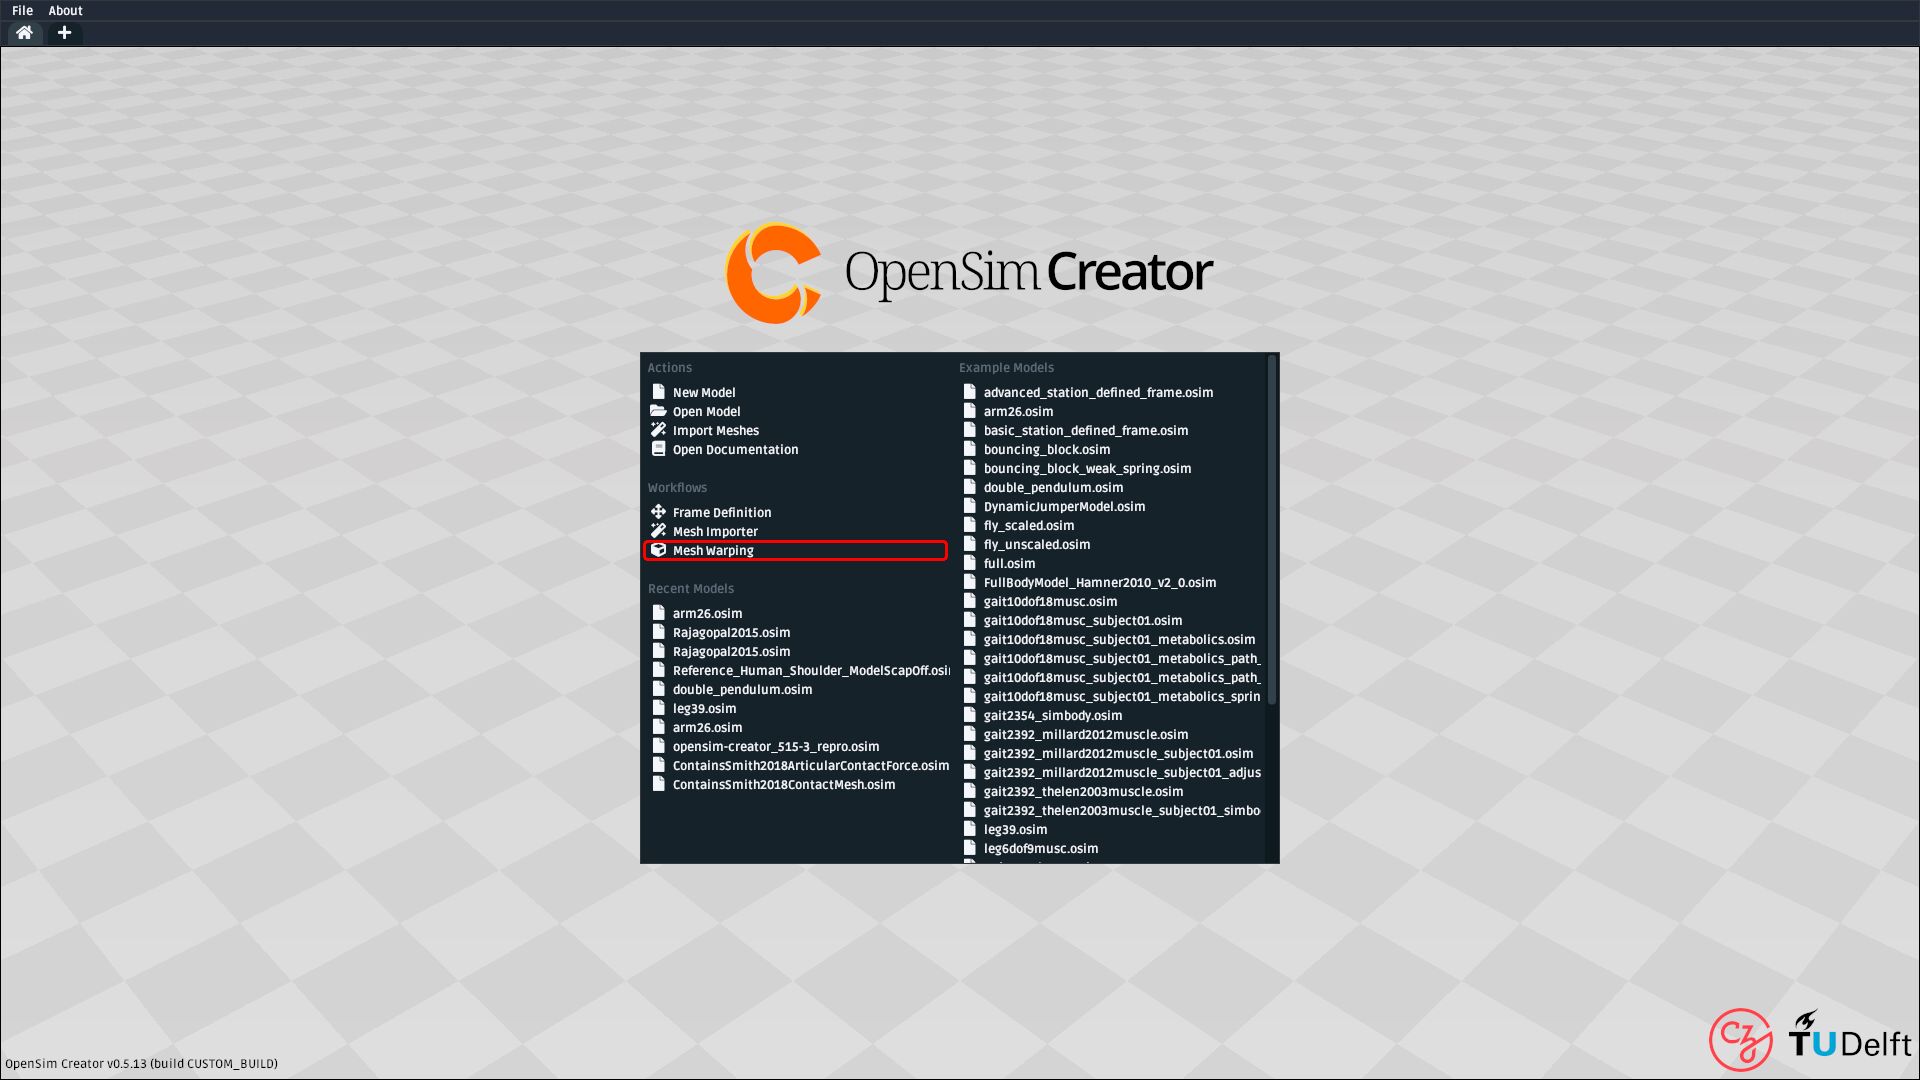 File About
OpenSim Creator
Actions
New Model
Open Model
Import Meshes
Open Documentation
Workflows
Frame Definition
Mesh Importer
Mesh Warping
Recent Models
arm26.osim
Rajagopal2015.osim
Rajagopal2015.osim
Reference_Human_Shoulder_ModelScapOff.osim
double_pendulum.osim
leg39.osim
arm26.osim
opensim-creator_515-3_repro.osim
ContainsSmith2018ArticularContactForce.osim
ContainsSmith2018ContactMesh.osim
Example Models
advanced_station_defined_frame.osim
arm26.osim
basic_station_defined_frame.osim
bouncing_block.osim
bouncing_block_weak_spring.osim
double_pendulum.osim
DynamicJumperModel.osim
fly_scaled.osim
fly_unscaled.osim
full.osim
FullBodyModel_Hamner2010_v2_0.osim
gait10dof18musc.osim
gait10dof18musc_subject01.osim
gait10dof18musc_subject01_metabolics.osim
gait10dof18musc_subject01_metabolics_path_
gait10dof18musc_subject01_metabolics_path_
gait10dof18musc_subject01_metabolics_sprin
gait2354_simbody.osim
gait2392_millard2012muscle.osim
gait2392_millard2012muscle_subject01.osim
gait2392_millard2012muscle_subject01_adjus
gait2392_thelen2003muscle.osim
gait2392_thelen2003muscle_subject01_simbo
leg39.osim
leg6dof9musc.osim
CZI
TUDelft
OpenSim Creator v0.5.13 (build CUSTOM_BUILD)